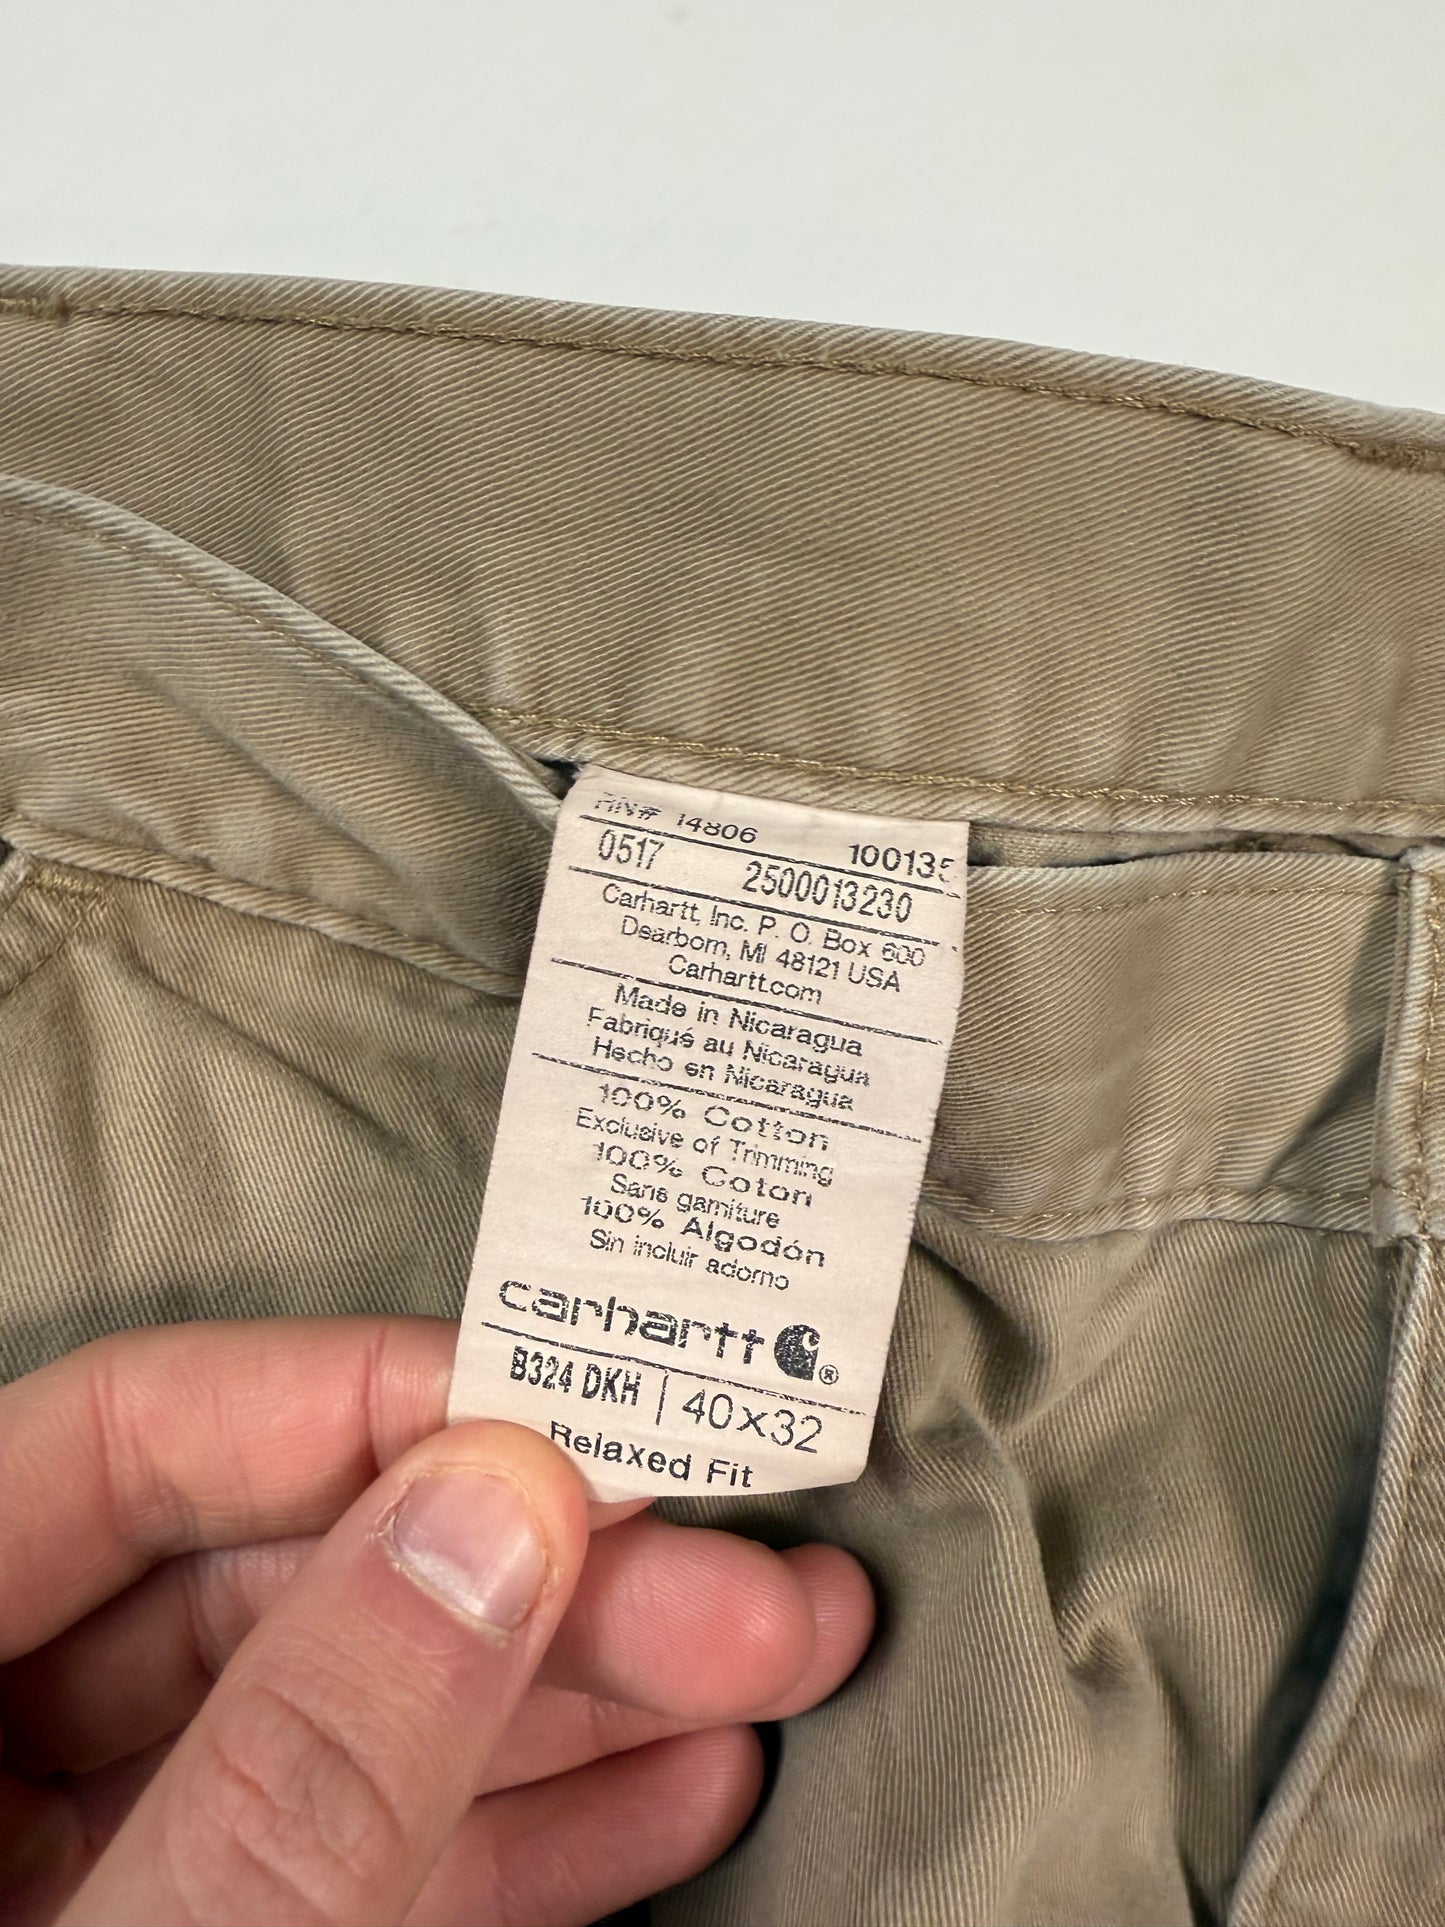 RN# 14806 100135
0517 2500013230
Carhartt, Inc. P. O. Box 600
Dearborn, MI 48121 USA
Carhartt.com
Made in Nicaragua
Fabriqué au Nicaragua
Hecho en Nicaragua
100% Cotton
Exclusive of Trimming
100% Coton
Sans garniture
100% Algodón
Sin incluir adorno
carhartt ®
B324 DKH | 40x32
Relaxed Fit